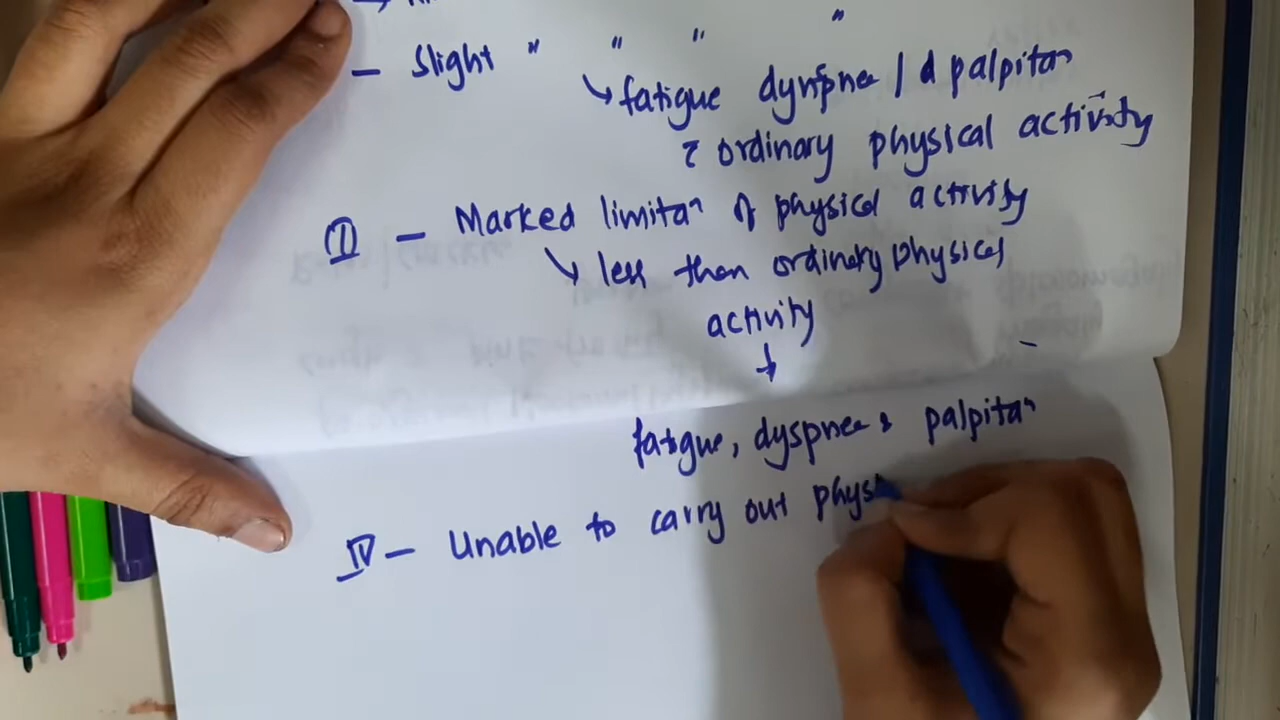 - Slight " " " "
↳ fatigue dyspnea / d palpitaⁿ
c̄ ordinary physical activity
III - Marked limitaⁿ of physical activity
↳ less than ordinary physical
activity
↓
fatigue, dyspnea & palpitaⁿ
IV - Unable to carry out phys